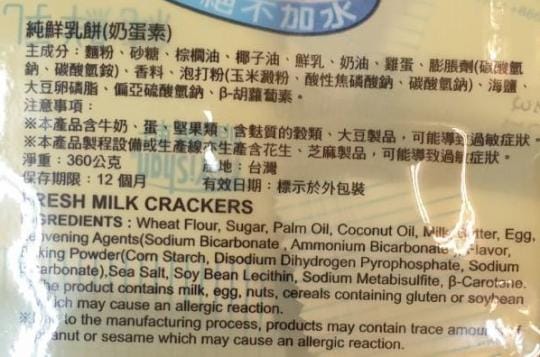 絕不加水
純鮮乳餅(奶蛋素)
主成分：麵粉、砂糖、棕櫚油、椰子油、鮮乳、奶油、雞蛋、膨脹劑(碳酸氫
鈉、碳酸氫銨)、香料、泡打粉(玉米澱粉、酸性焦磷酸鈉、碳酸氫鈉)、海鹽、
大豆卵磷脂、偏亞硫酸氫鈉、β-胡蘿蔔素。
注意事項：
※本產品含牛奶、蛋、堅果類、含麩質的穀類、大豆製品，可能導致過敏症狀。
※本產品製程設備或生產線亦生產含花生、芝麻製品，可能導致過敏症狀。
淨重：360公克 產地：台灣
保存期限：12個月 有效日期：標示於外包裝
FRESH MILK CRACKERS
INGREDIENTS : Wheat Flour, Sugar, Palm Oil, Coconut Oil, Milk, Butter, Egg,
Leavening Agents(Sodium Bicarbonate , Ammonium Bicarbonate ), Flavor,
Baking Powder(Corn Starch, Disodium Dihydrogen Pyrophosphate, Sodium
Bicarbonate),Sea Salt, Soy Bean Lecithin, Sodium Metabisulfite, β-Carotene.
※The product contains milk, egg, nuts, cereals containing gluten or soybean
which may cause an allergic reaction.
※Due to the manufacturing process, products may contain trace amounts of
peanut or sesame which may cause an allergic reaction.